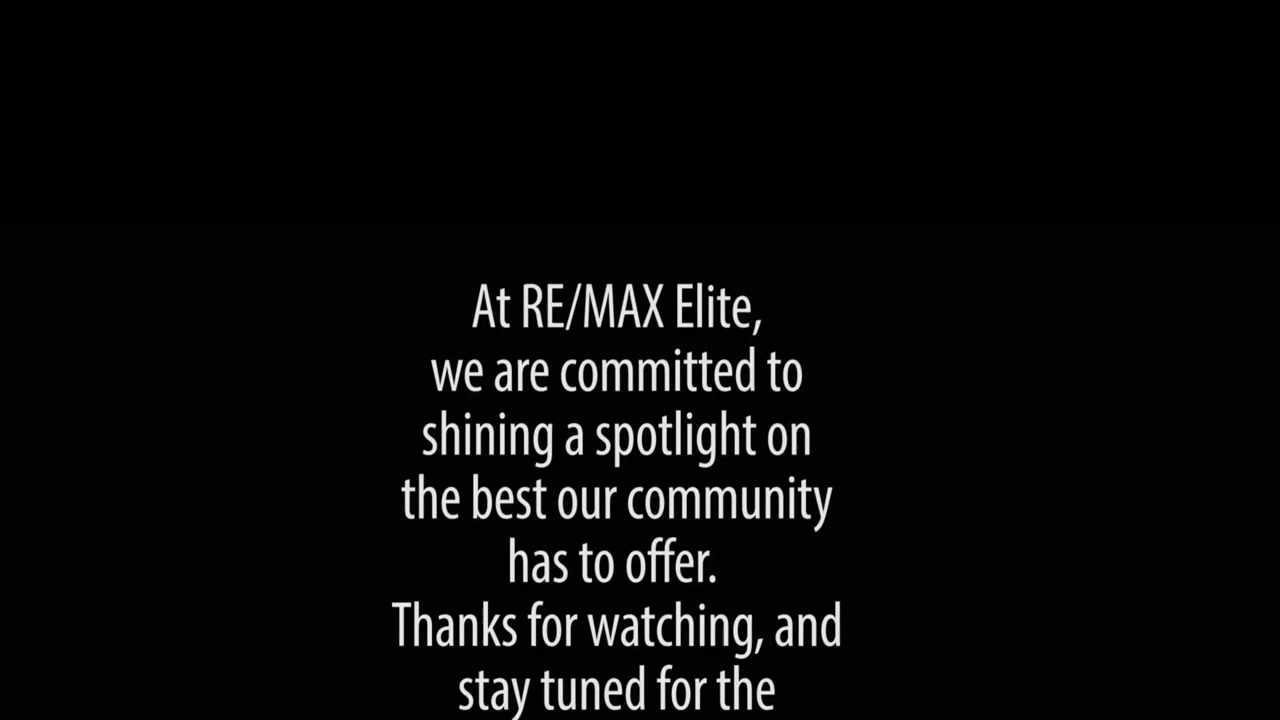 At RE/MAX Elite,
we are committed to
shining a spotlight on
the best our community
has to offer.
Thanks for watching, and
stay tuned for the